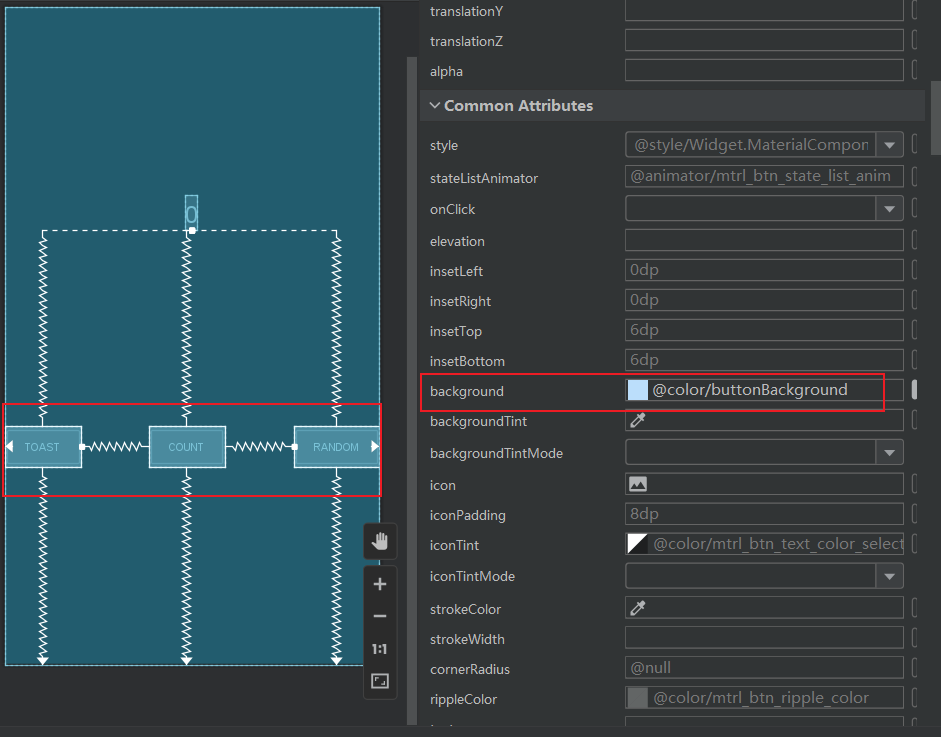 0
TOAST
COUNT
RANDOM
1:1
translationY
translationZ
alpha
Common Attributes
style @style/Widget.MaterialCompon
stateListAnimator @animator/mtrl_btn_state_list_anim
onClick
elevation
insetLeft 0dp
insetRight 0dp
insetTop 6dp
insetBottom 6dp
background @color/buttonBackground
backgroundTint
backgroundTintMode
icon
iconPadding 8dp
iconTint @color/mtrl_btn_text_color_select
iconTintMode
strokeColor
strokeWidth
cornerRadius @null
rippleColor @color/mtrl_btn_ripple_color